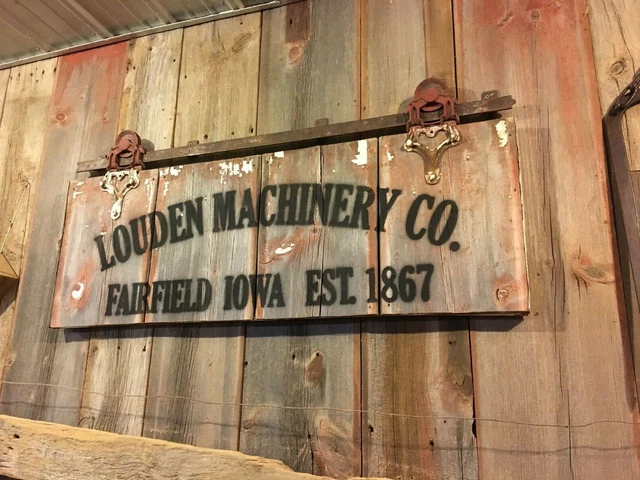 LOUDEN MACHINERY CO.
FAIRFIELD IOWA EST. 1867